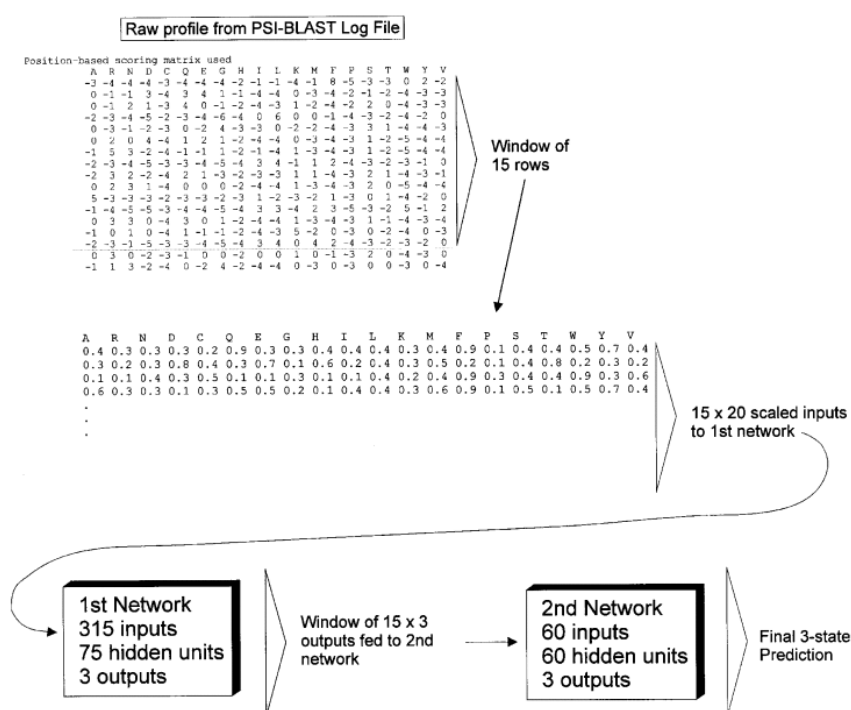 Raw profile from PSI-BLAST Log File
Position-based scoring matrix used
A R N D C Q E G H I L K M F P S T W Y V
-3 -4 -4 -4 -3 -4 -4 -4 -2 -1 -1 -4 -1 8 -5 -3 -3 0 2 -2
0 -1 -1 3 -4 3 4 1 -1 -4 -4 0 -3 -4 -2 -1 -2 -4 -3 -3
0 -1 2 1 -3 4 0 -1 -2 -4 -3 1 -2 -4 -2 2 0 -4 -3 -3
-2 -3 -4 -5 -2 -3 -4 -6 -4 0 6 0 0 -1 -4 -3 -2 -4 -2 0
0 -3 -1 -2 -3 0 -2 4 -3 -3 0 -2 -2 -4 -3 3 1 -4 -4 -3
0 2 0 4 -4 1 2 1 -2 -4 -4 0 -3 -4 -3 1 -2 -5 -4 -4
-1 5 3 -2 -4 -1 -1 1 -2 -1 -4 1 -3 -4 -3 1 -2 -5 -4 -4
-2 -3 -4 -5 -3 -3 -4 -5 -4 3 4 -1 1 2 -4 -3 -2 -3 -1 0
-2 3 2 -2 -4 2 1 -3 -2 -3 -3 1 1 -4 -3 2 1 -4 -3 -1
0 2 3 1 -4 0 0 0 -2 -4 -4 1 -3 -4 -3 2 0 -5 -4 -4
5 -3 -3 -3 -2 -3 -3 -2 -3 1 -2 -3 -2 1 -3 0 1 -4 -2 0
-1 -4 -5 -5 -3 -4 -4 -5 -4 3 3 -4 2 3 -5 -3 -2 5 -1 2
0 3 3 0 -4 3 0 1 -2 -4 -4 1 -3 -4 -3 1 -1 -4 -3 -4
-1 0 1 0 -4 1 -1 -1 -2 -4 -3 5 -2 0 -3 0 -2 -4 0 -3
-2 -3 -1 -5 -3 -3 -4 -5 -4 3 4 0 4 2 -4 -3 -2 -3 -2 0
0 3 0 -2 -3 -1 0 0 -2 0 0 1 0 -1 -3 2 0 -4 -3 0
-1 1 3 -2 -4 0 -2 4 -2 -4 -4 0 -3 0 -3 0 0 -3 0 -4
Window of
15 rows
A R N D C Q E G H I L K M F P S T W Y V
0.4 0.3 0.3 0.3 0.2 0.9 0.3 0.3 0.4 0.4 0.4 0.3 0.4 0.9 0.1 0.4 0.4 0.5 0.7 0.4
0.3 0.2 0.3 0.8 0.4 0.3 0.7 0.1 0.6 0.2 0.4 0.3 0.5 0.2 0.1 0.4 0.8 0.2 0.3 0.2
0.1 0.1 0.4 0.3 0.5 0.1 0.1 0.3 0.1 0.1 0.4 0.2 0.4 0.9 0.3 0.4 0.4 0.9 0.3 0.6
0.6 0.3 0.3 0.1 0.3 0.5 0.5 0.2 0.1 0.4 0.4 0.3 0.6 0.9 0.1 0.5 0.1 0.5 0.7 0.4
.
.
.
15 x 20 scaled inputs
to 1st network
1st Network
315 inputs
75 hidden units
3 outputs
Window of 15 x 3
outputs fed to 2nd
network
2nd Network
60 inputs
60 hidden units
3 outputs
Final 3-state
Prediction